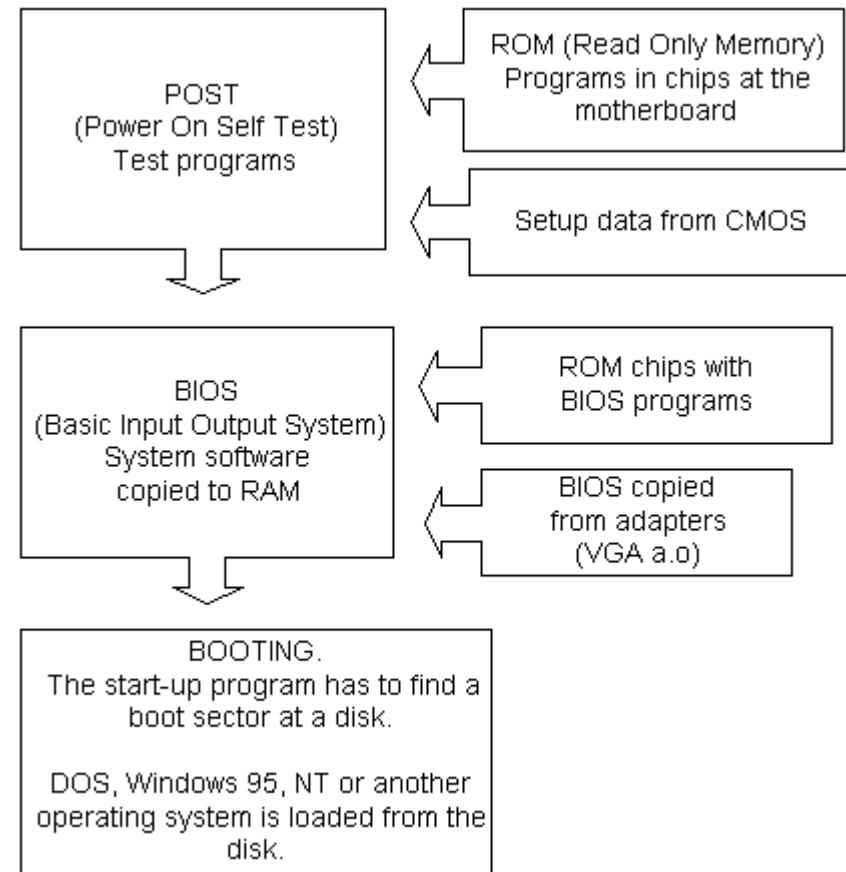 POST
(Power On Self Test)
Test programs
ROM (Read Only Memory)
Programs in chips at the
motherboard
Setup data from CMOS
BIOS
(Basic Input Output System)
System software
copied to RAM
ROM chips with
BIOS programs
BIOS copied
from adapters
(VGA a.o)
BOOTING.
The start-up program has to find a
boot sector at a disk.
DOS, Windows 95, NT or another
operating system is loaded from the
disk.